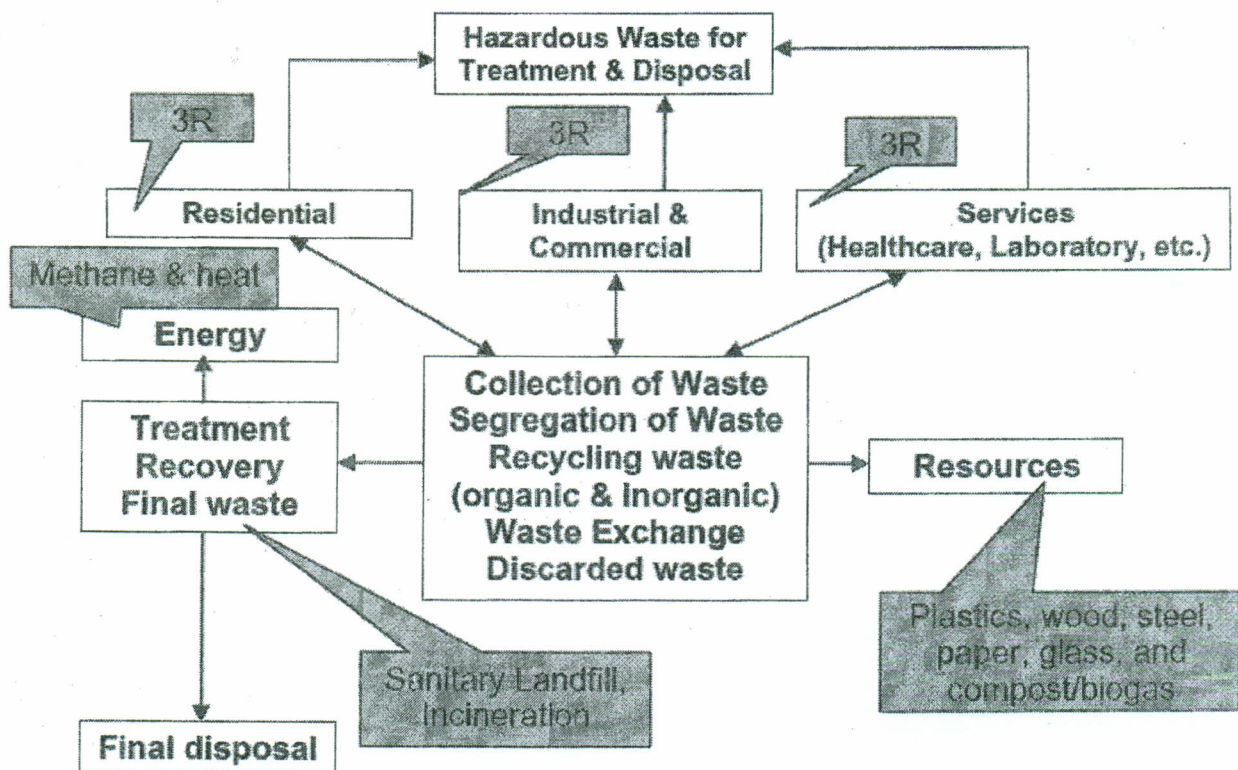 Hazardous Waste for
Treatment & Disposal
3R
3R
3R
Residential
Industrial &
Commercial
Services
(Healthcare, Laboratory, etc.)
Methane & heat
Energy
Collection of Waste
Segregation of Waste
Recycling waste
(organic & Inorganic)
Waste Exchange
Discarded waste
Treatment
Recovery
Final waste
Resources
Plastics, wood, steel,
paper, glass, and
compost/biogas
Sanitary Landfill,
Incineration
Final disposal